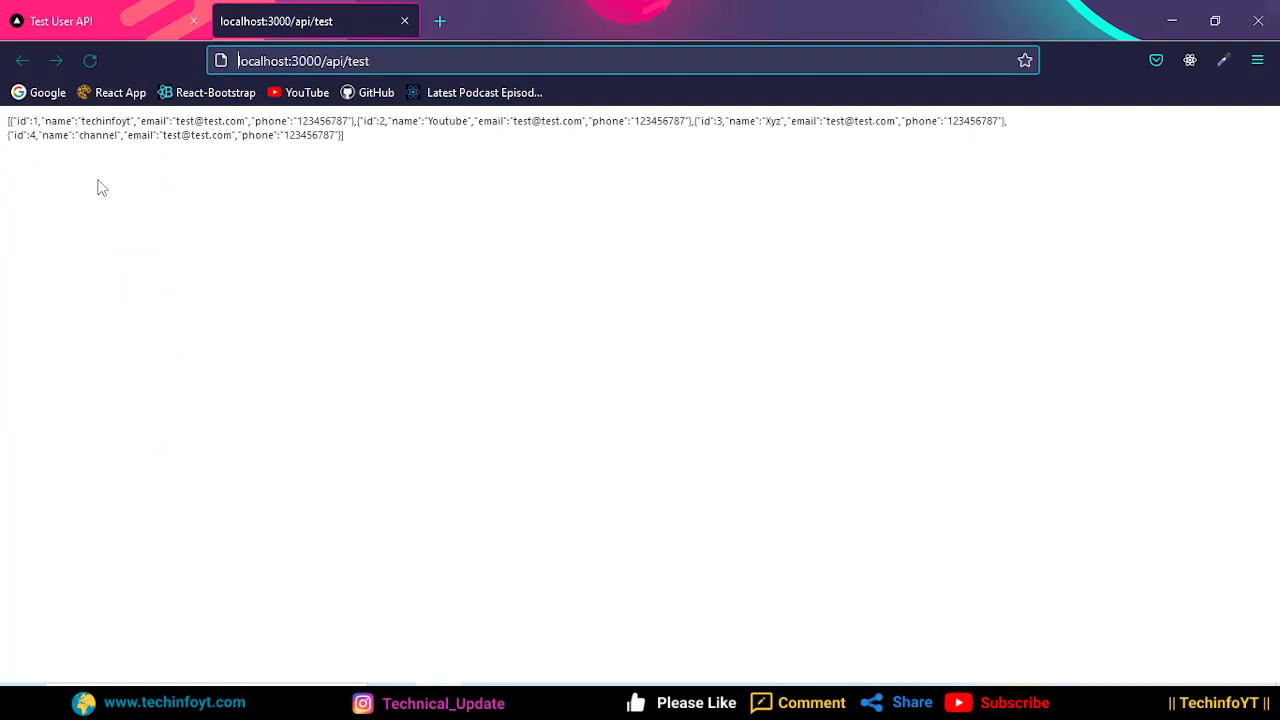 Test User API
localhost:3000/api/test
localhost:3000/api/test
Google React App React-Bootstrap YouTube GitHub Latest Podcast Episod...
[{"id":1,"name":"techinfoyt","email":"test@test.com","phone":"123456787"},{"id":2,"name":"Youtube","email":"test@test.com","phone":"123456787"},{"id":3,"name":"Xyz","email":"test@test.com","phone":"123456787"},
{"id":4,"name":"channel","email":"test@test.com","phone":"123456787"}]
www.techinfoyt.com Technical_Update Please Like Comment Share Subscribe || TechinfoYT ||